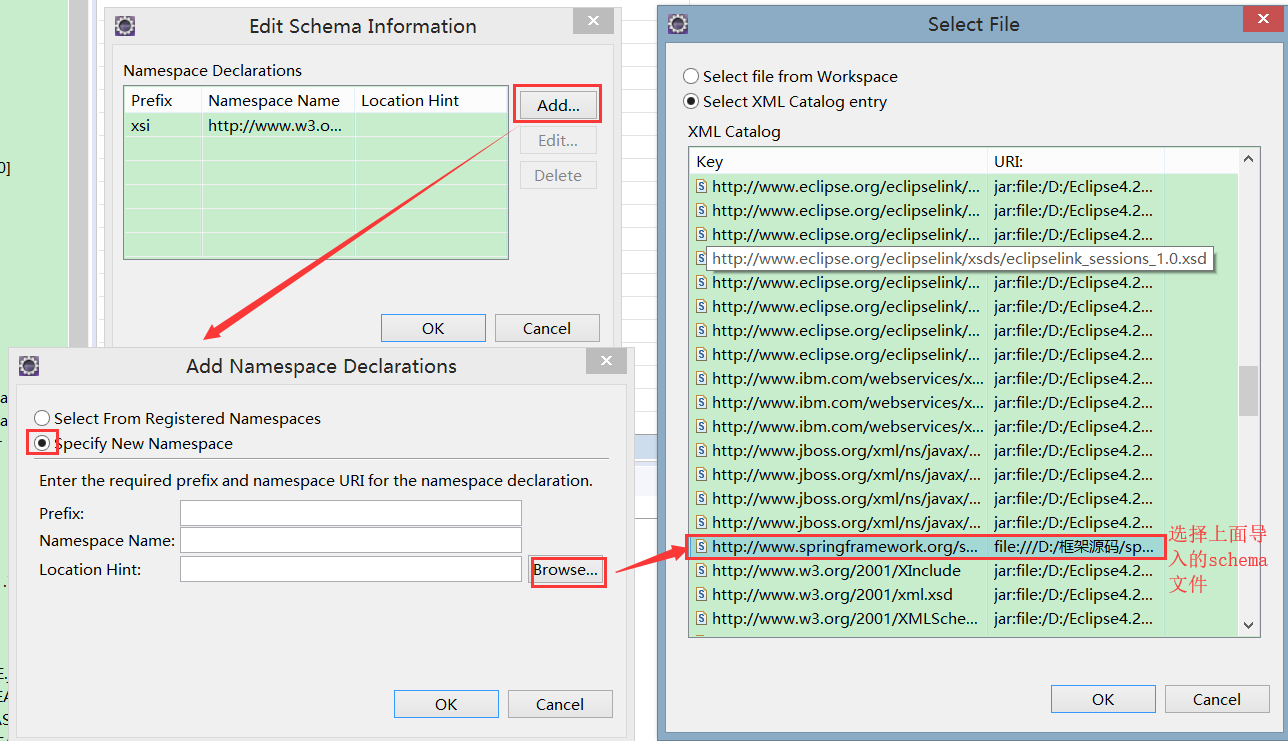 Edit Schema Information
Namespace Declarations
Prefix Namespace Name Location Hint
xsi http://www.w3.o...
Add...
Edit...
Delete
OK Cancel
0]
Add Namespace Declarations
Select From Registered Namespaces
Specify New Namespace
Enter the required prefix and namespace URI for the namespace declaration.
Prefix:
Namespace Name:
Location Hint:
Browse...
OK Cancel
Select File
Select file from Workspace
Select XML Catalog entry
XML Catalog
Key URI:
http://www.eclipse.org/eclipselink/... jar:file:/D:/Eclipse4.2...
http://www.eclipse.org/eclipselink/... jar:file:/D:/Eclipse4.2...
http://www.eclipse.org/eclipselink/... jar:file:/D:/Eclipse4.2...
http://www.eclipse.org/eclipselink/xsds/eclipselink_sessions_1.0.xsd
http://www.eclipse.org/eclipselink/... jar:file:/D:/Eclipse4.2...
http://www.eclipse.org/eclipselink/... jar:file:/D:/Eclipse4.2...
http://www.eclipse.org/eclipselink/... jar:file:/D:/Eclipse4.2...
http://www.eclipse.org/eclipselink/... jar:file:/D:/Eclipse4.2...
http://www.ibm.com/webservices/x... jar:file:/D:/Eclipse4.2...
http://www.ibm.com/webservices/x... jar:file:/D:/Eclipse4.2...
http://www.ibm.com/webservices/x... jar:file:/D:/Eclipse4.2...
http://www.jboss.org/xml/ns/javax/... jar:file:/D:/Eclipse4.2...
http://www.jboss.org/xml/ns/javax/... jar:file:/D:/Eclipse4.2...
http://www.jboss.org/xml/ns/javax/... jar:file:/D:/Eclipse4.2...
http://www.jboss.org/xml/ns/javax/... jar:file:/D:/Eclipse4.2...
http://www.springframework.org/s... file:///D:/框架源码/sp...
http://www.w3.org/2001/XInclude jar:file:/D:/Eclipse4.2...
http://www.w3.org/2001/xml.xsd jar:file:/D:/Eclipse4.2...
http://www.w3.org/2001/XMLSche... jar:file:/D:/Eclipse4.2...
选择上面导
入的schema
文件
OK Cancel